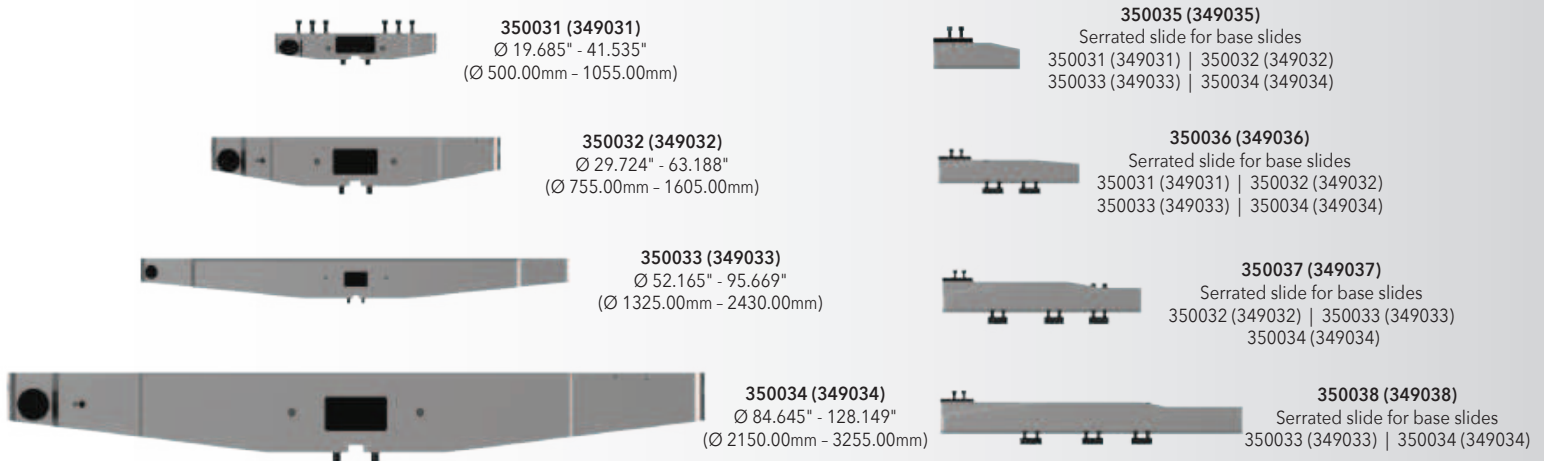 350031 (349031)
Ø 19.685" - 41.535"
(Ø 500.00mm – 1055.00mm)
350032 (349032)
Ø 29.724" - 63.188"
(Ø 755.00mm – 1605.00mm)
350033 (349033)
Ø 52.165" - 95.669"
(Ø 1325.00mm – 2430.00mm)
350034 (349034)
Ø 84.645" - 128.149"
(Ø 2150.00mm – 3255.00mm)
350035 (349035)
Serrated slide for base slides
350031 (349031) | 350032 (349032)
350033 (349033) | 350034 (349034)
350036 (349036)
Serrated slide for base slides
350031 (349031) | 350032 (349032)
350033 (349033) | 350034 (349034)
350037 (349037)
Serrated slide for base slides
350032 (349032) | 350033 (349033)
350034 (349034)
350038 (349038)
Serrated slide for base slides
350033 (349033) | 350034 (349034)